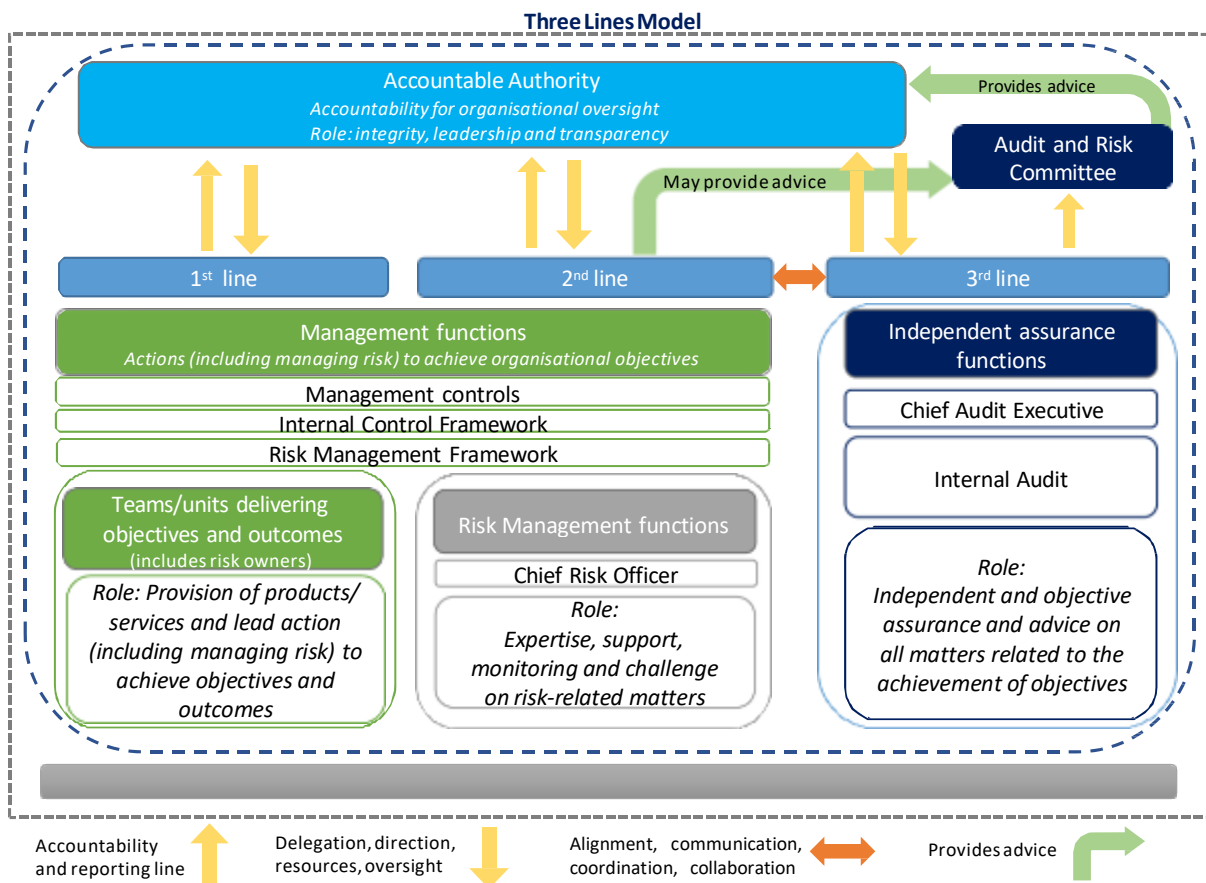 Three Lines Model
Accountable Authority
Accountability for organisational oversight
Role: integrity, leadership and transparency
Provides advice
Audit and Risk
Committee
May provide advice
1st line
2nd line
3rd line
Management functions
Actions (including managing risk) to achieve organisational objectives
Management controls
Internal Control Framework
Risk Management Framework
Teams/units delivering
objectives and outcomes
(includes risk owners)
Role: Provision of products/
services and lead action
(including managing risk) to
achieve objectives and
outcomes
Risk Management functions
Chief Risk Officer
Role:
Expertise, support,
monitoring and challenge
on risk-related matters
Independent assurance
functions
Chief Audit Executive
Internal Audit
Role:
Independent and objective
assurance and advice on
all matters related to the
achievement of objectives
Accountability
and reporting line
Delegation, direction,
resources, oversight
Alignment, communication,
coordination, collaboration
Provides advice